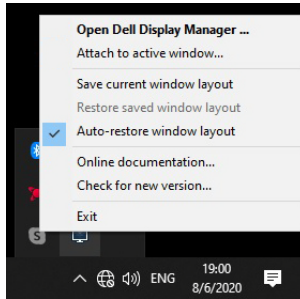 Open Dell Display Manager ...
Attach to active window...
Save current window layout
Restore saved window layout
Auto-restore window layout
Online documentation...
Check for new version...
Exit
S
ENG
19:00
8/6/2020